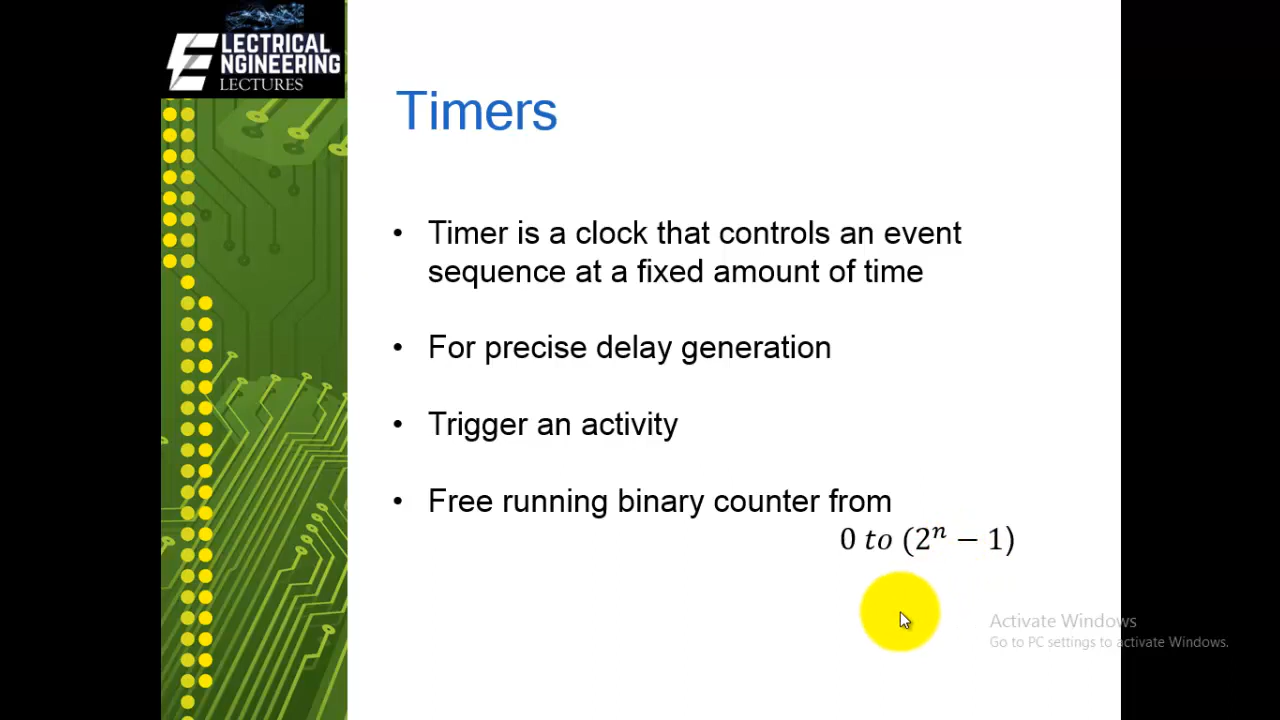 ELECTRICAL
ENGINEERING
LECTURES
Timers
• Timer is a clock that controls an event
sequence at a fixed amount of time
• For precise delay generation
• Trigger an activity
• Free running binary counter from
0 to (2ⁿ − 1)
Activate Windows
Go to PC settings to activate Windows.